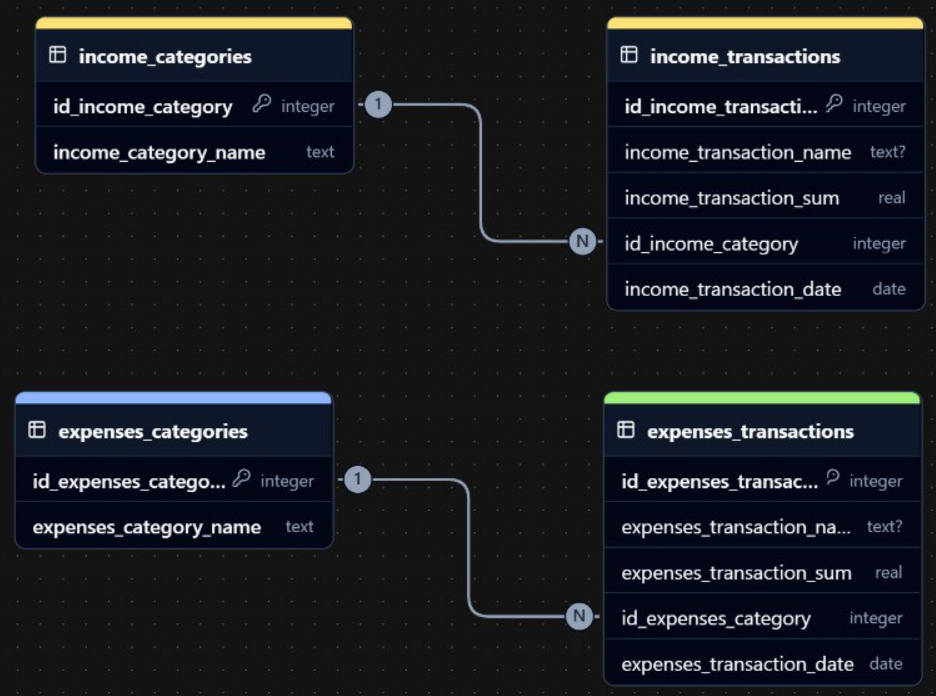 income_categories
id_income_category integer
income_category_name text
1
N
income_transactions
id_income_transacti... integer
income_transaction_name text?
income_transaction_sum real
id_income_category integer
income_transaction_date date
expenses_categories
id_expenses_catego... integer
expenses_category_name text
1
N
expenses_transactions
id_expenses_transac... integer
expenses_transaction_na... text?
expenses_transaction_sum real
id_expenses_category integer
expenses_transaction_date date